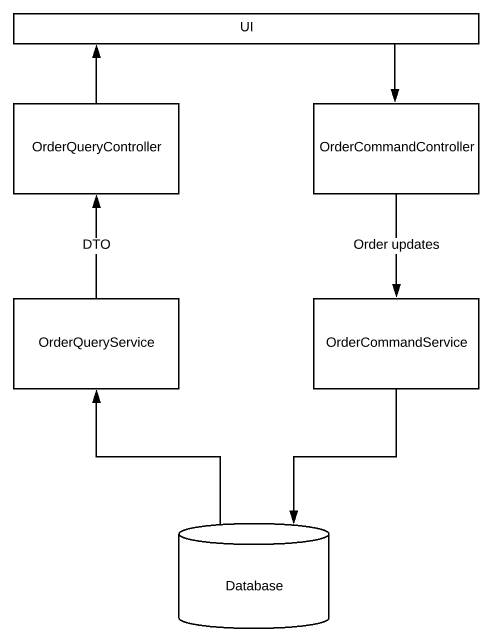 UI
OrderQueryController
OrderCommandController
DTO
Order updates
OrderQueryService
OrderCommandService
Database